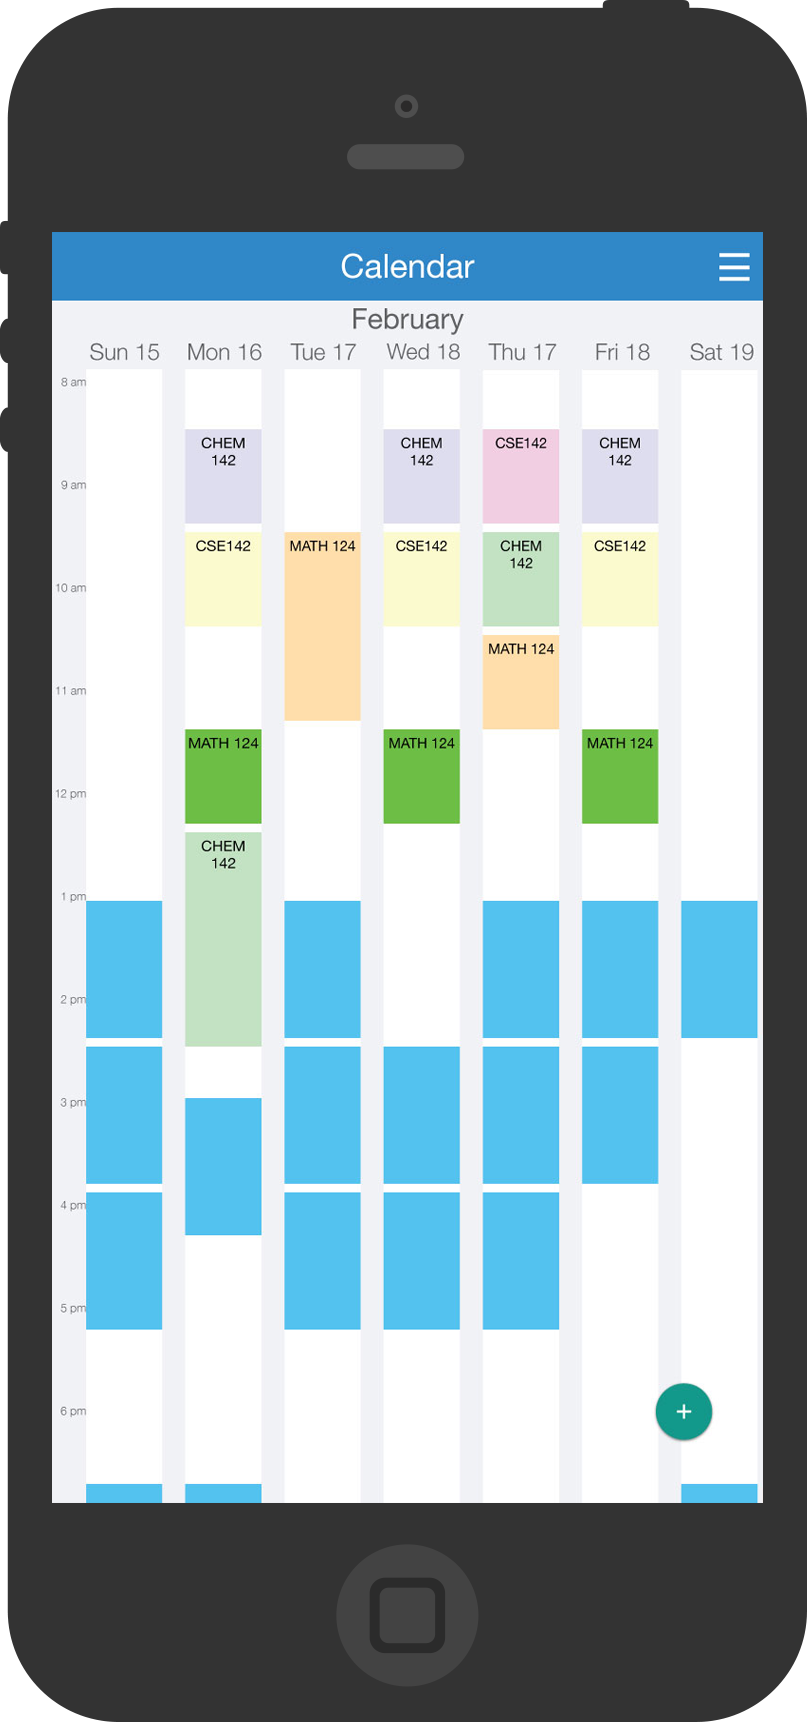 Calendar
February
Sun 15 Mon 16 Tue 17 Wed 18 Thu 17 Fri 18 Sat 19
8 am
CHEM
142
CHEM
142
CSE142
CHEM
142
9 am
CSE142
MATH 124
CSE142
CHEM
142
CSE142
10 am
MATH 124
11 am
MATH 124
MATH 124
MATH 124
12 pm
CHEM
142
1 pm
2 pm
3 pm
4 pm
5 pm
6 pm
+